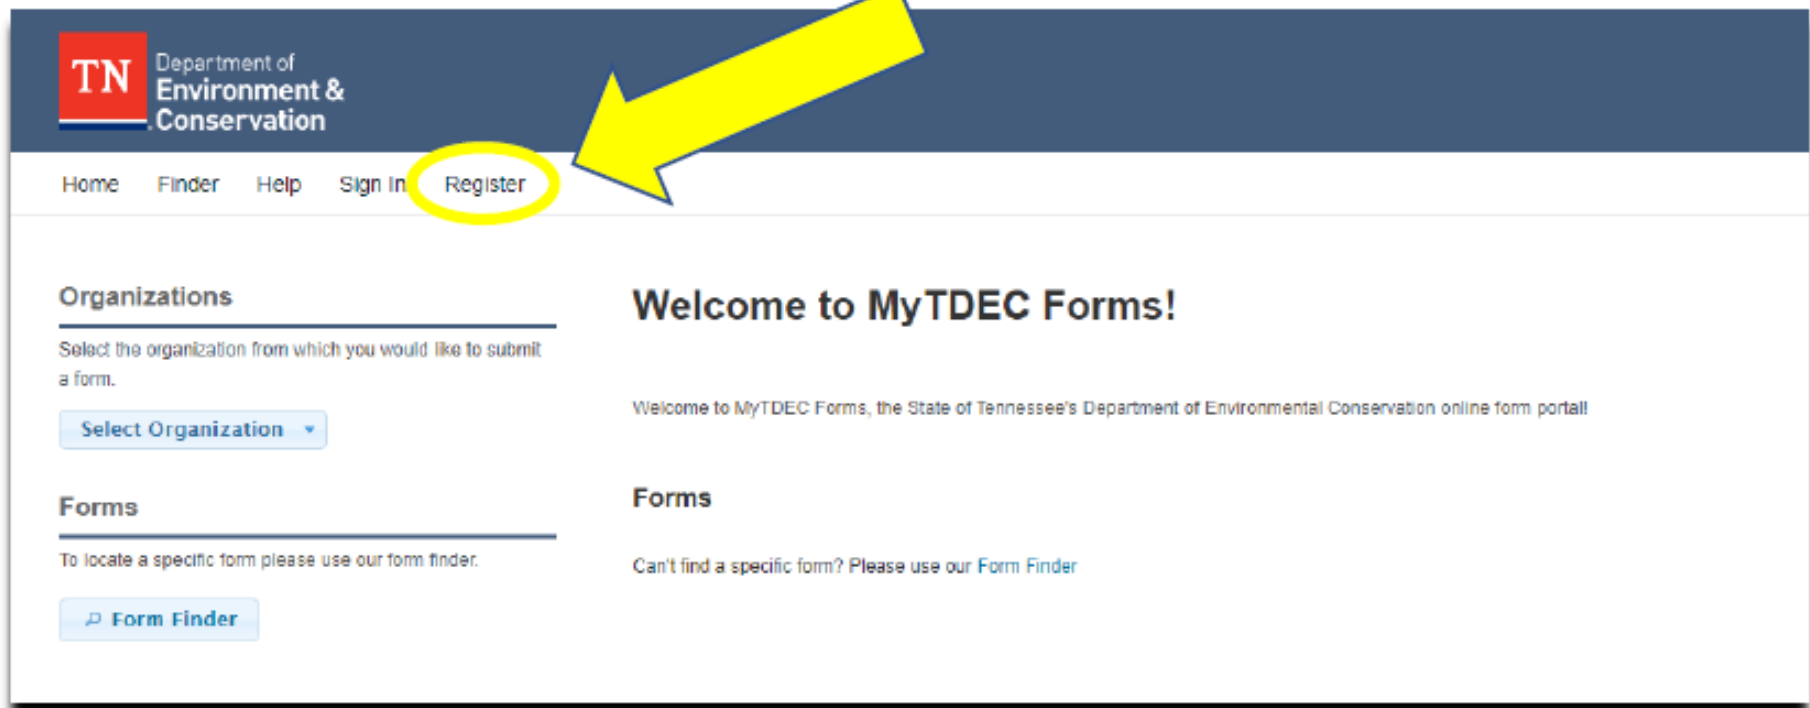 TN
Department of
Environment &
Conservation
Home Finder Help Sign In Register
Organizations
Select the organization from which you would like to submit
a form.
Select Organization
Forms
To locate a specific form please use our form finder.
Form Finder
Welcome to MyTDEC Forms!
Welcome to MyTDEC Forms, the State of Tennessee's Department of Environmental Conservation online form portal!
Forms
Can't find a specific form? Please use our Form Finder